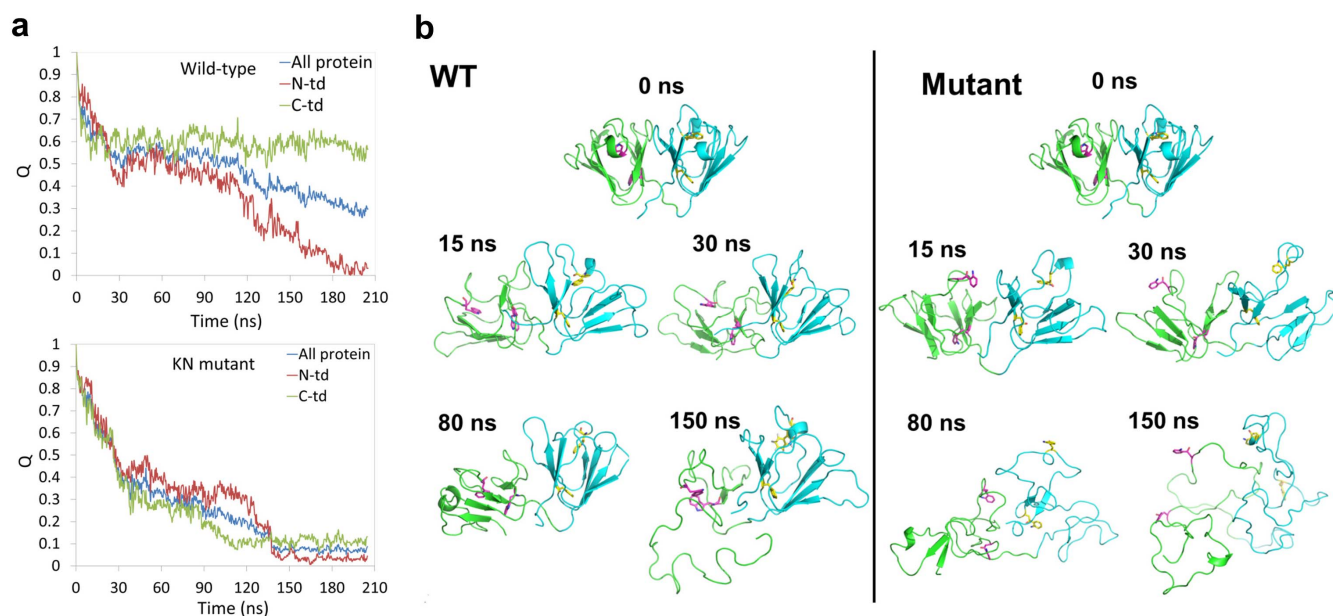 a
Wild-type
All protein
N-td
C-td
1
0.9
0.8
0.7
0.6
0.5
0.4
0.3
0.2
0.1
0
Q
0 30 60 90 120 150 180 210
Time (ns)
KN mutant
All protein
N-td
C-td
1
0.9
0.8
0.7
0.6
0.5
0.4
0.3
0.2
0.1
0
Q
0 30 60 90 120 150 180 210
Time (ns)
b
WT
0 ns
15 ns 30 ns
80 ns 150 ns
Mutant
0 ns
15 ns 30 ns
80 ns 150 ns